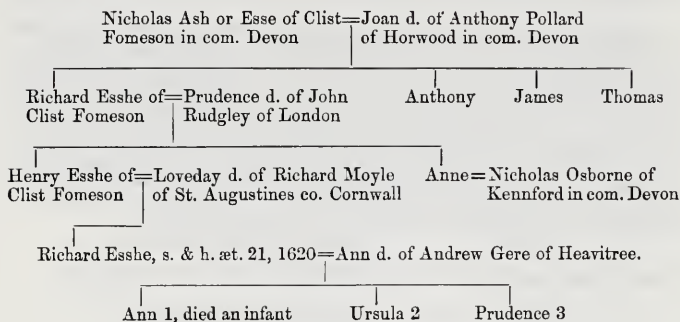 Nicholas Ash or Esse of Clist=Joan d. of Anthony Pollard
Fomeson in com. Devon of Horwood in com. Devon
Richard Esshe of=Prudence d. of John Anthony James Thomas
Clist Fomeson Rudgley of London
Henry Esshe of=Loveday d. of Richard Moyle Anne=Nicholas Osborne of
Clist Fomeson of St. Augustines co. Cornwall Kennford in com. Devon
Richard Esshe, s. & h. æt. 21, 1620=Ann d. of Andrew Gere of Heavitree.
Ann 1, died an infant Ursula 2 Prudence 3